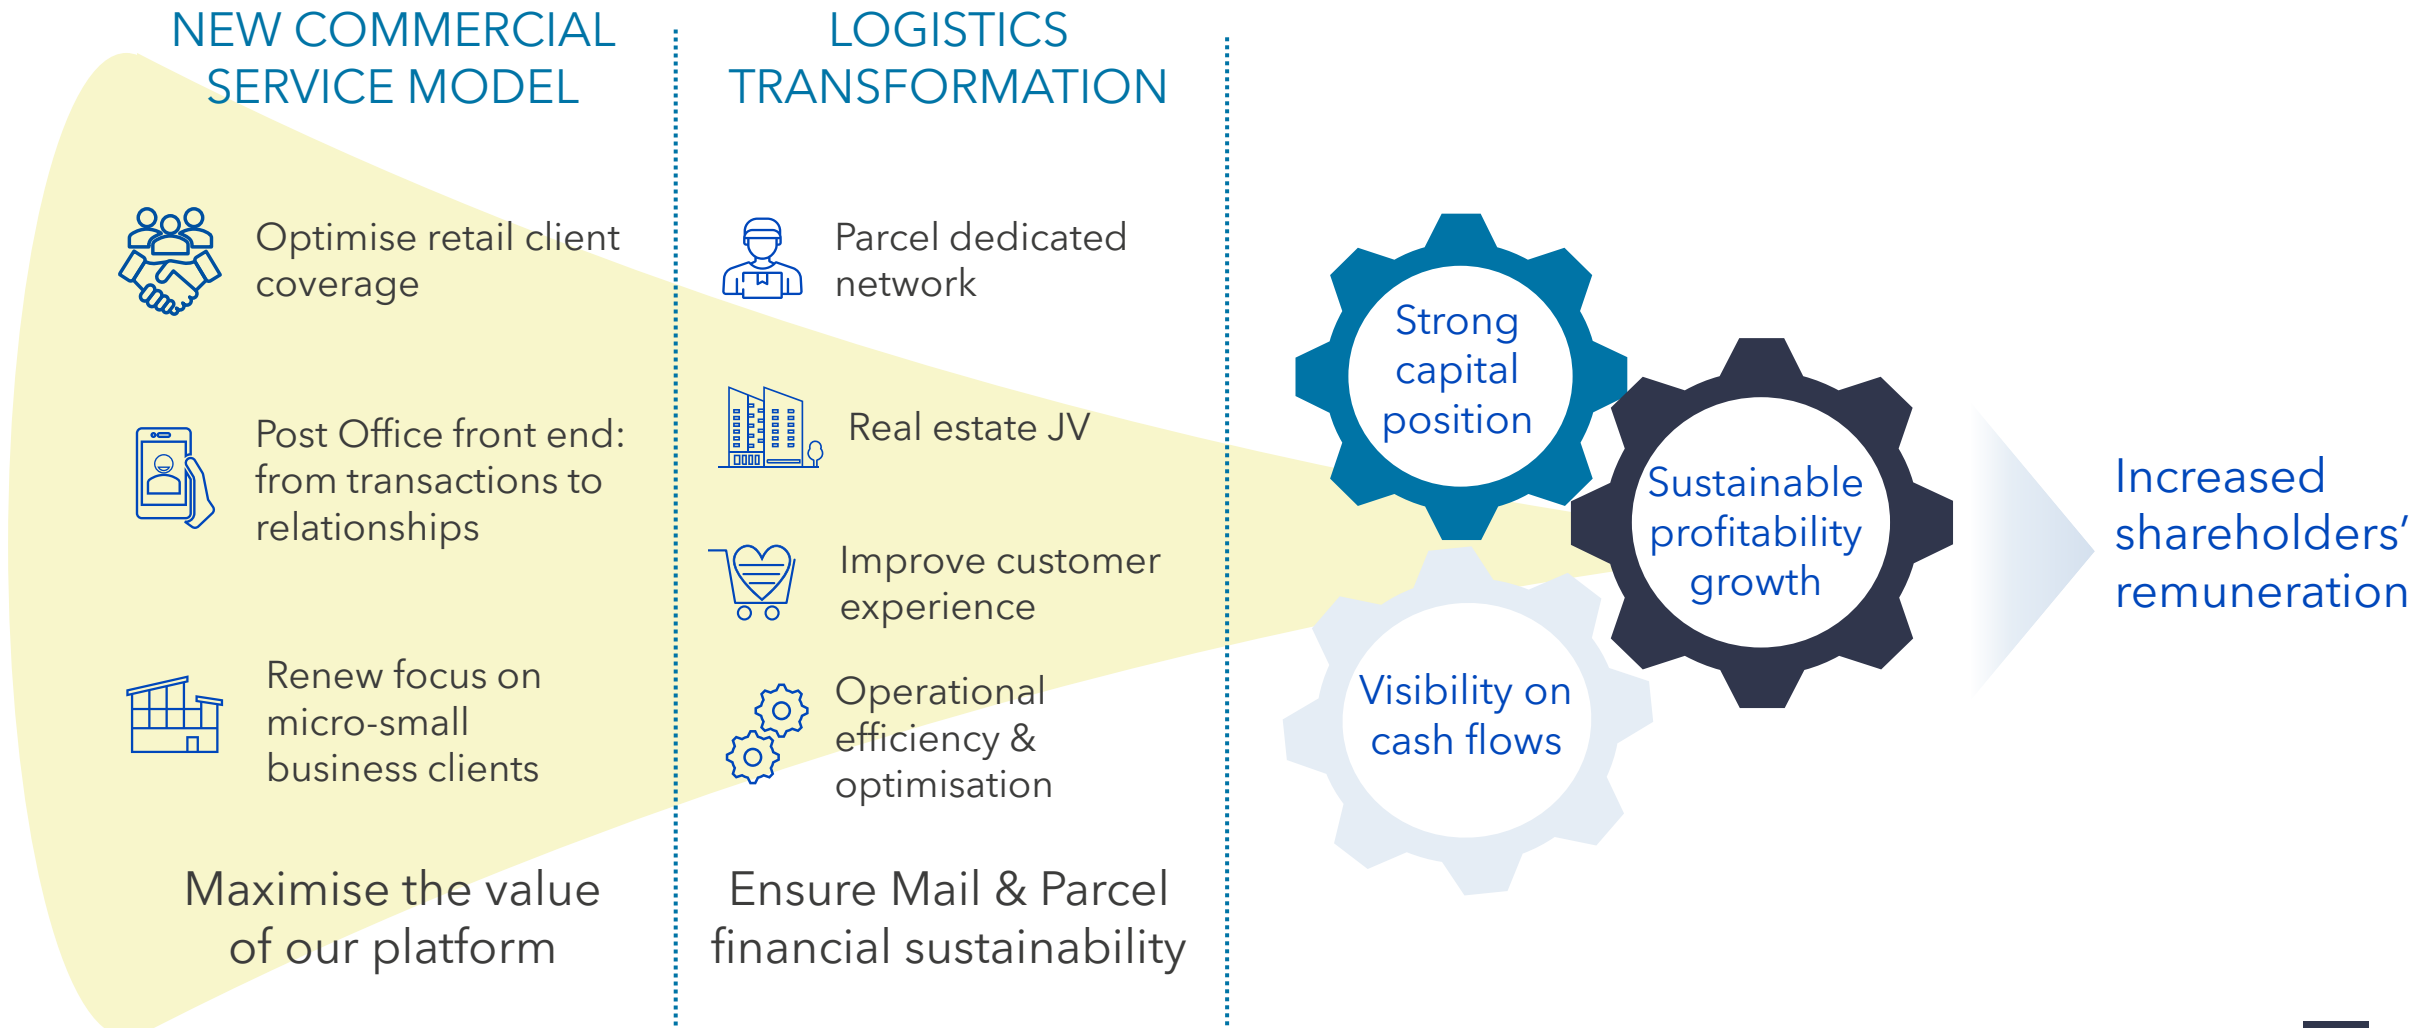 NEW COMMERCIAL
SERVICE MODEL
Optimise retail client
coverage
Post Office front end:
from transactions to
relationships
Renew focus on
micro-small
business clients
Maximise the value
of our platform
LOGISTICS
TRANSFORMATION
Parcel dedicated
network
Real estate JV
Improve customer
experience
Operational
efficiency &
optimisation
Ensure Mail & Parcel
financial sustainability
Strong
capital
position
Sustainable
profitability
growth
Visibility on
cash flows
Increased
shareholders’
remuneration